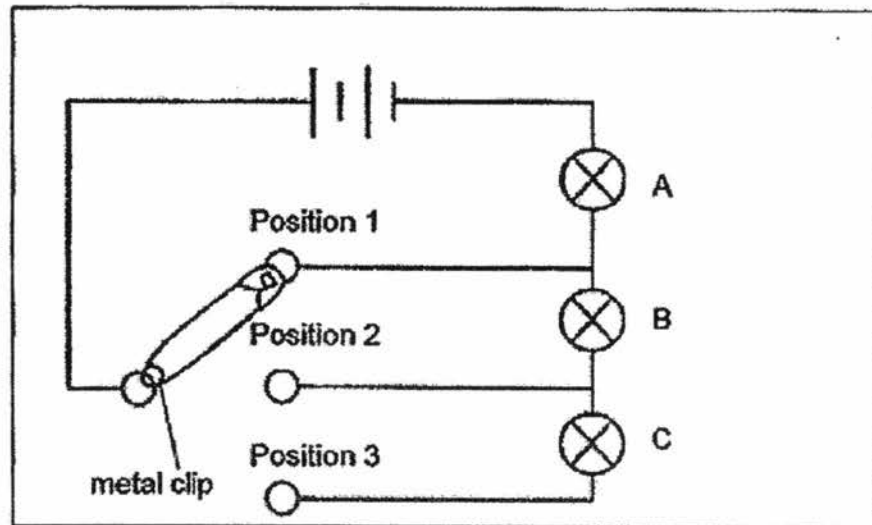 A
Position 1
B
Position 2
C
Position 3
metal clip